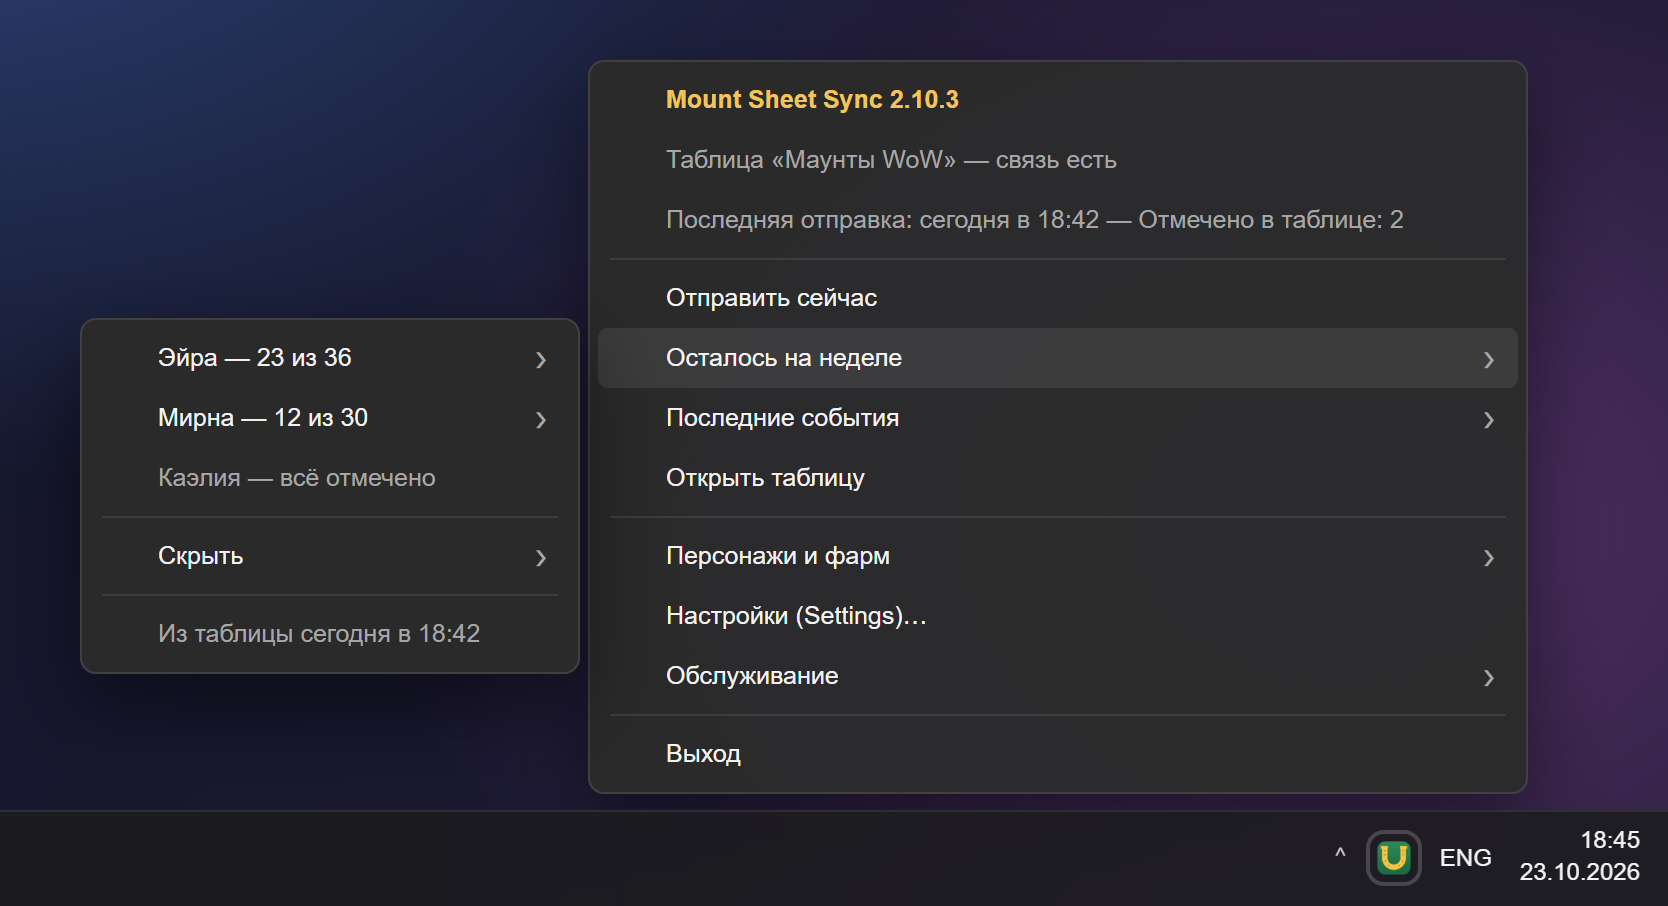 Mount Sheet Sync 2.10.3
Таблица «Маунты WoW» — связь есть
Последняя отправка: сегодня в 18:42 — Отмечено в таблице: 2
Отправить сейчас
Осталось на неделе
Последние события
Открыть таблицу
Персонажи и фарм
Настройки (Settings)…
Обслуживание
Выход
Эйра — 23 из 36
Мирна — 12 из 30
Каэлия — всё отмечено
Скрыть
Из таблицы сегодня в 18:42
ENG
18:45
23.10.2026